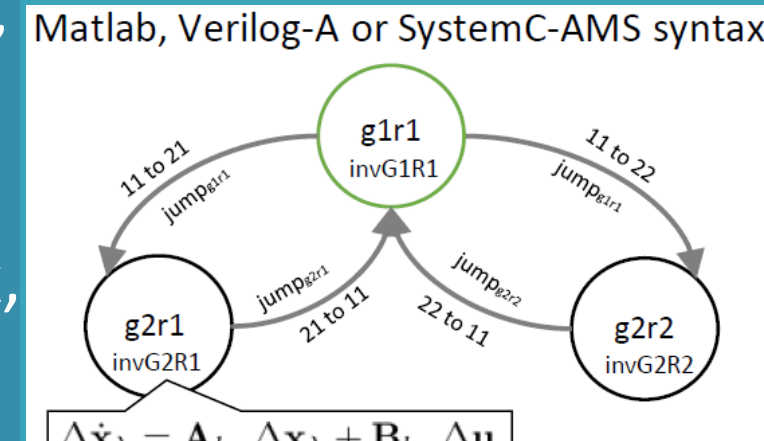 Matlab, Verilog-A or SystemC-AMS syntax
g1r1
invG1R1
11 to 21
jumpg1r1
11 to 22
jumpg1r1
jumpg2r1
21 to 11
jumpg2r2
22 to 11
g2r1
invG2R1
g2r2
invG2R2